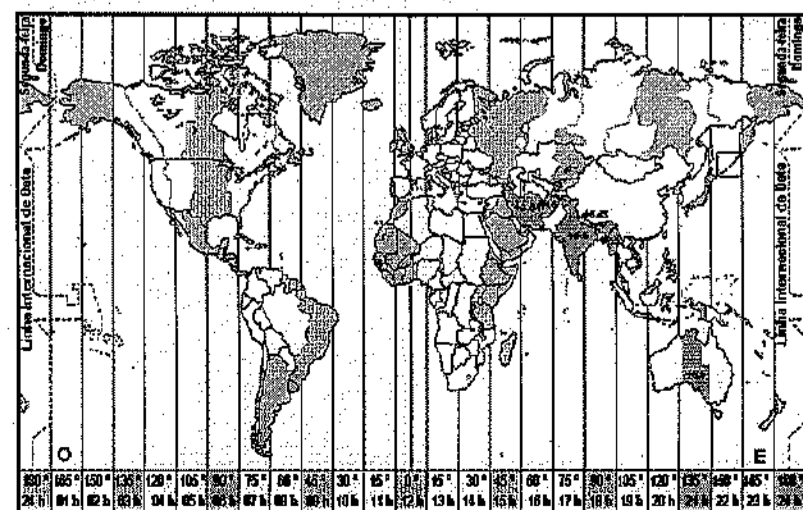 Segunda-feira
Domingo
Linha Internacional de Data
Segunda-feira
Domingo
Linha Internacional de Data
O
E
180° 165° 150° 135° 120° 105° 90° 75° 60° 45° 30° 15° 0° 15° 30° 45° 60° 75° 90° 105° 120° 135° 150° 165° 180°
24 h 01 h 02 h 03 h 04 h 05 h 06 h 07 h 08 h 09 h 10 h 11 h 12 h 13 h 14 h 15 h 16 h 17 h 18 h 19 h 20 h 21 h 22 h 23 h 24 h